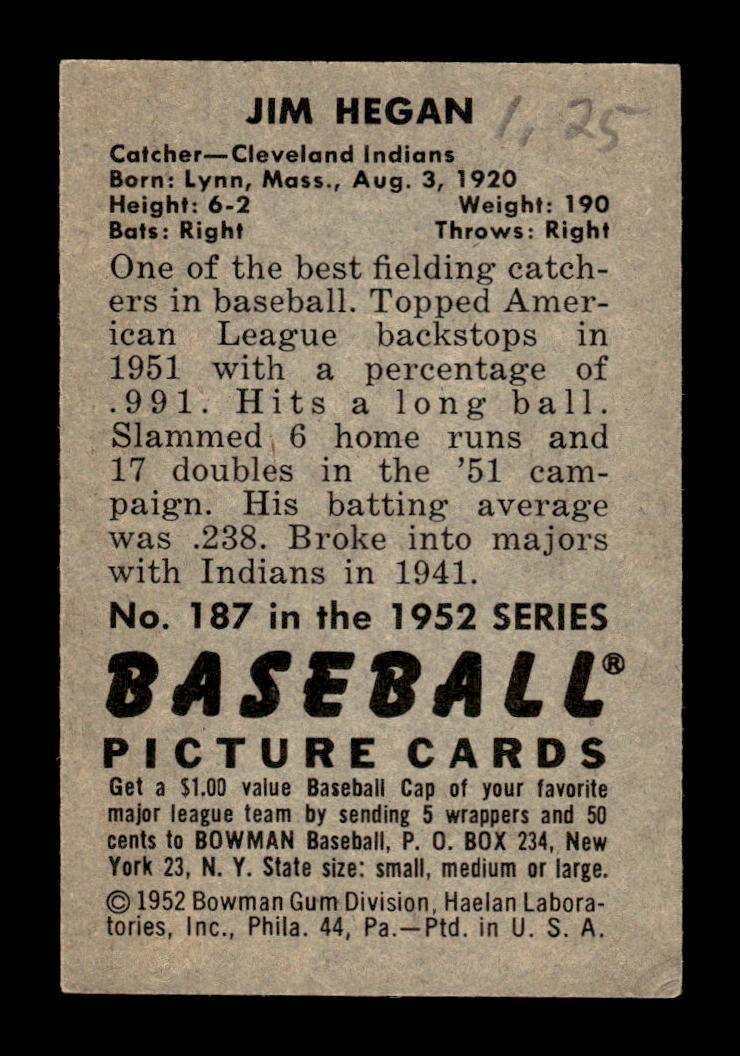 JIM HEGAN 1,25
Catcher—Cleveland Indians
Born: Lynn, Mass., Aug. 3, 1920
Height: 6-2 Weight: 190
Bats: Right Throws: Right
One of the best fielding catch-
ers in baseball. Topped Amer-
ican League backstops in
1951 with a percentage of
.991. Hits a long ball.
Slammed 6 home runs and
17 doubles in the '51 cam-
paign. His batting average
was .238. Broke into majors
with Indians in 1941.
No. 187 in the 1952 SERIES
BASEBALL®
PICTURE CARDS
Get a $1.00 value Baseball Cap of your favorite
major league team by sending 5 wrappers and 50
cents to BOWMAN Baseball, P. O. BOX 234, New
York 23, N. Y. State size: small, medium or large.
© 1952 Bowman Gum Division, Haelan Labora-
tories, Inc., Phila. 44, Pa.—Ptd. in U. S. A.